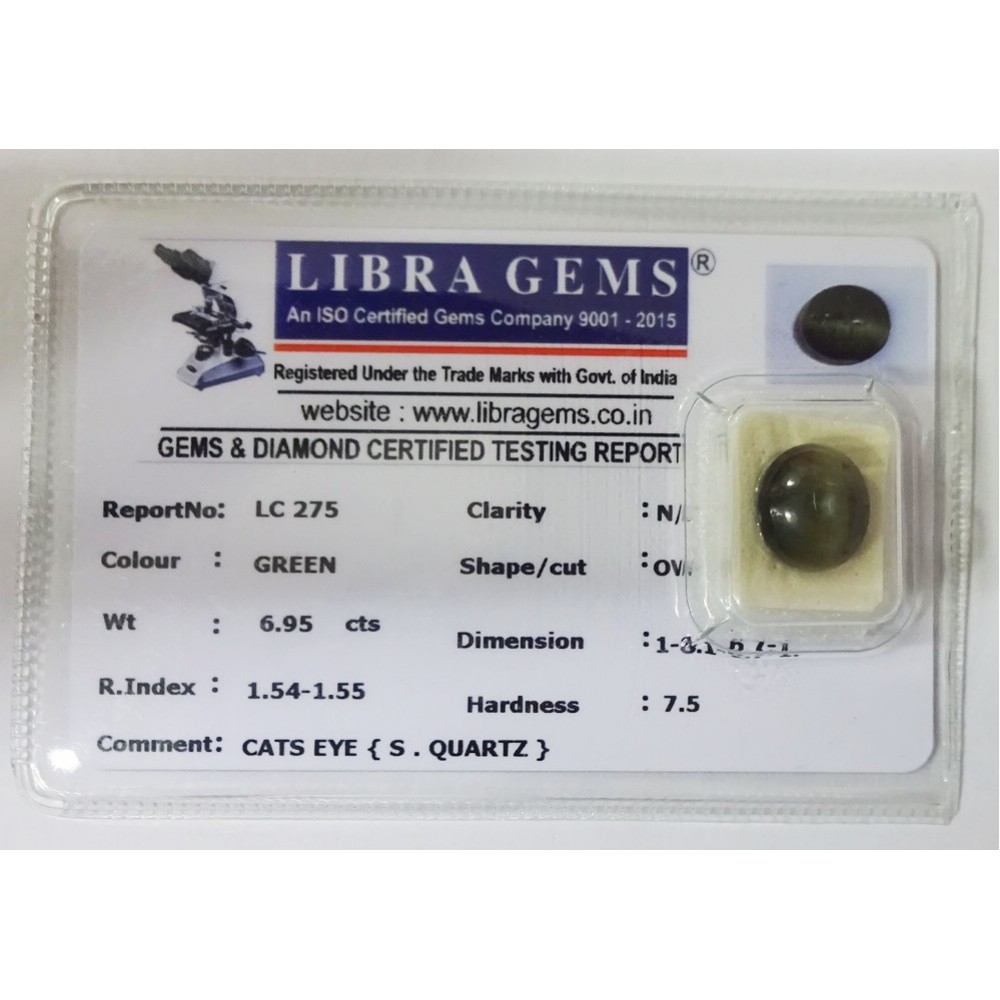 LIBRA GEMS ®
An ISO Certified Gems Company 9001 - 2015
Registered Under the Trade Marks with Govt. of India
website : www.libragems.co.in
GEMS & DIAMOND CERTIFIED TESTING REPORT
ReportNo: LC 275 Clarity :
Colour : GREEN Shape/cut :
Wt : 6.95 cts Dimension :
R.Index : 1.54-1.55 Hardness : 7.5
Comment: CATS EYE { S . QUARTZ }